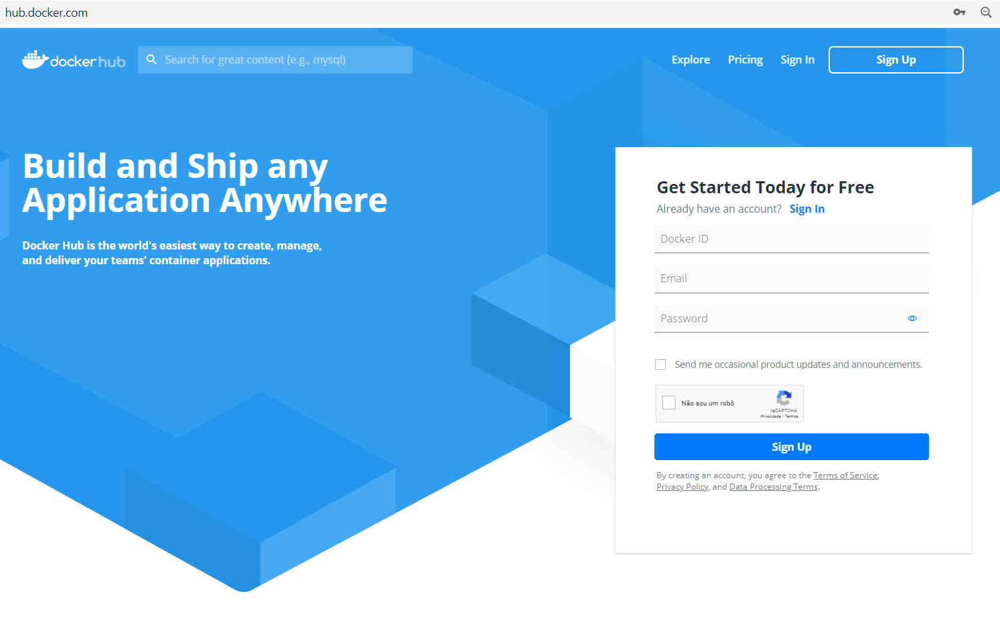 hub.docker.com
docker hub
Search for great content (e.g., mysql)
Explore
Pricing
Sign In
Sign Up
Build and Ship any
Application Anywhere
Docker Hub is the world's easiest way to create, manage,
and deliver your teams' container applications.
Get Started Today for Free
Already have an account? Sign In
Docker ID
Email
Password
Send me occasional product updates and announcements.
Não sou um robô
reCAPTCHA
Privacidade - Termos
Sign Up
By creating an account, you agree to the Terms of Service,
Privacy Policy, and Data Processing Terms.